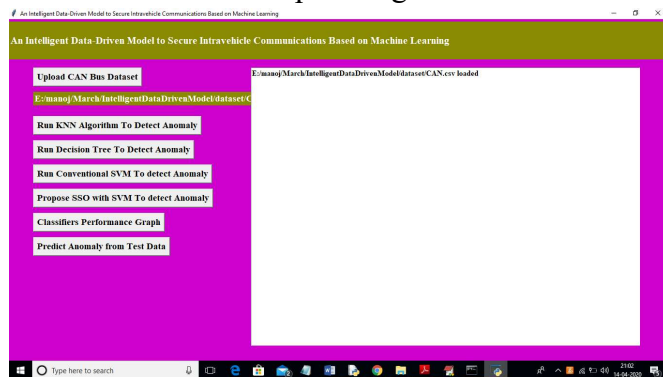 An Intelligent Data-Driven Model to Secure Intravehicle Communications Based on Machine Learning
An Intelligent Data-Driven Model to Secure Intravehicle Communications Based on Machine Learning
Upload CAN Bus Dataset
E:/manoj/March/IntelligentDataDrivenModel/dataset/C
E:/manoj/March/IntelligentDataDrivenModel/dataset/CAN.csv loaded
Run KNN Algorithm To Detect Anomaly
Run Decision Tree To Detect Anomaly
Run Conventional SVM To detect Anomaly
Propose SSO with SVM To detect Anomaly
Classifiers Performance Graph
Predict Anomaly from Test Data
Type here to search
21:02
14-04-2020